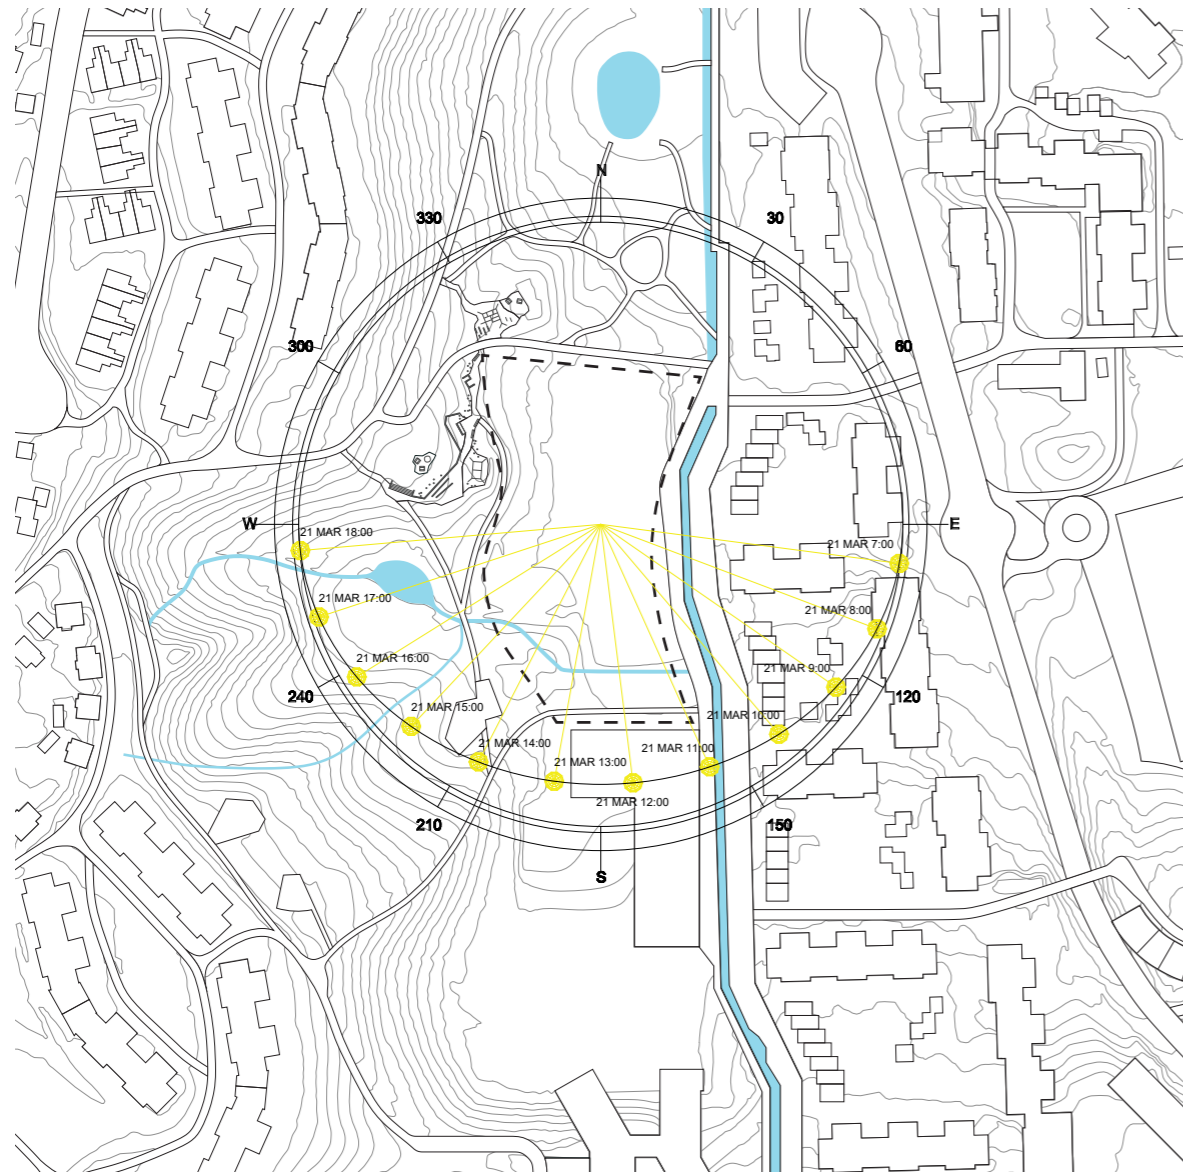 N
330
30
300
60
W
E
21 MAR 18:00
21 MAR 7:00
21 MAR 17:00
21 MAR 8:00
21 MAR 16:00
21 MAR 9:00
240
120
21 MAR 15:00
21 MAR 10:00
21 MAR 14:00
21 MAR 11:00
21 MAR 13:00
21 MAR 12:00
210
150
S